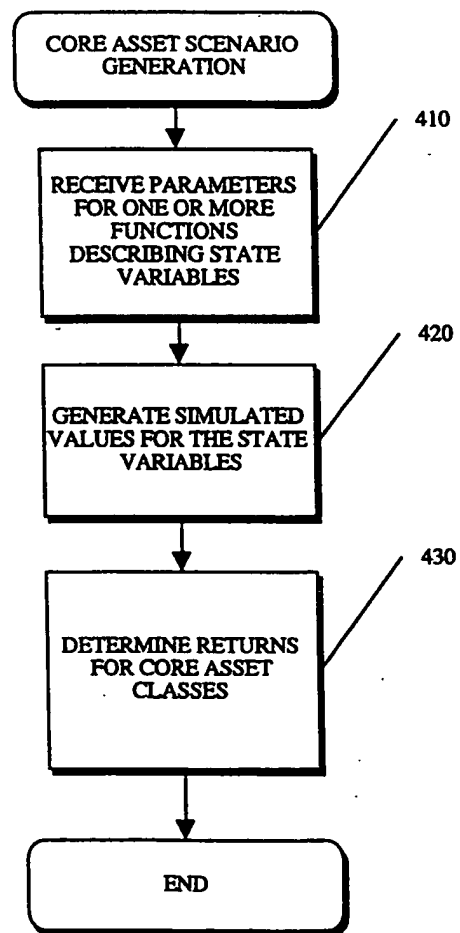 CORE ASSET SCENARIO
GENERATION
410
RECEIVE PARAMETERS
FOR ONE OR MORE
FUNCTIONS
DESCRIBING STATE
VARIABLES
420
GENERATE SIMULATED
VALUES FOR THE STATE
VARIABLES
430
DETERMINE RETURNS
FOR CORE ASSET
CLASSES
END